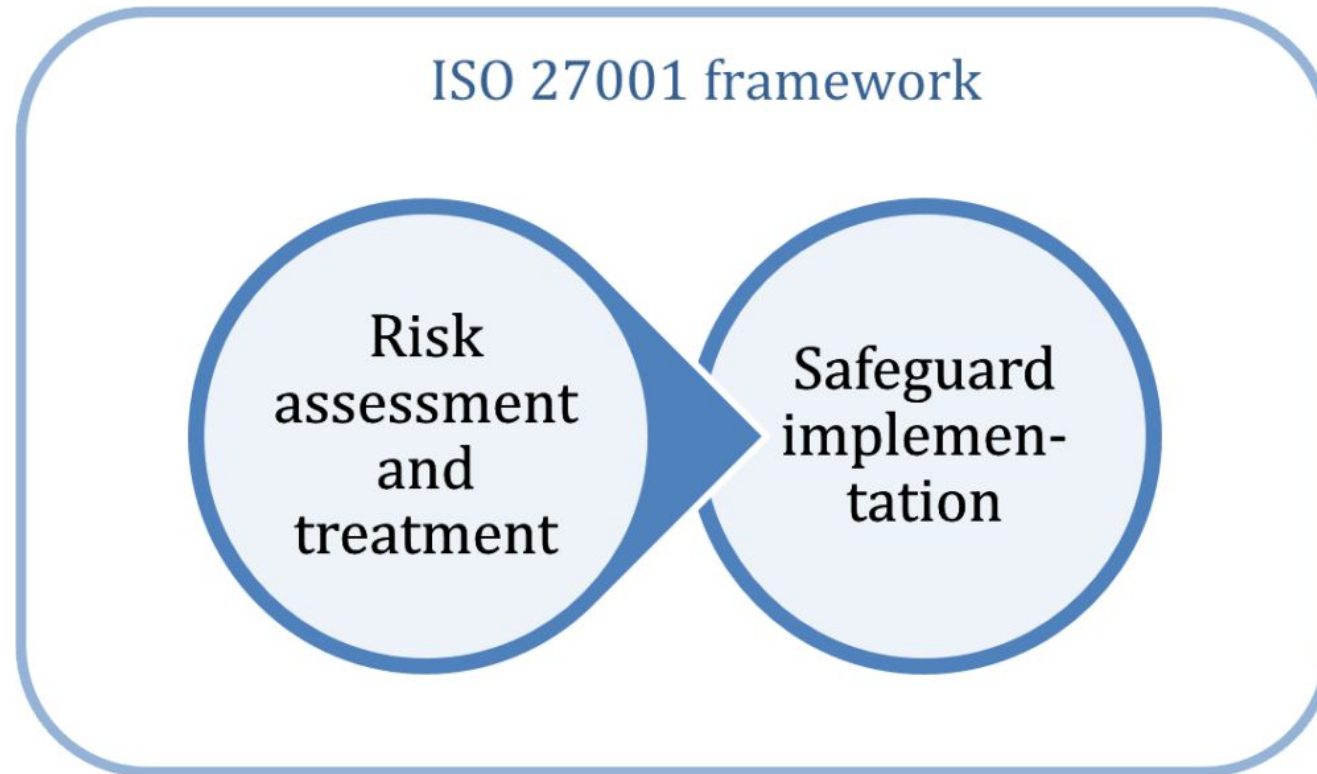 ISO 27001 framework
Risk
assessment
and
treatment
Safeguard
implemen-
tation